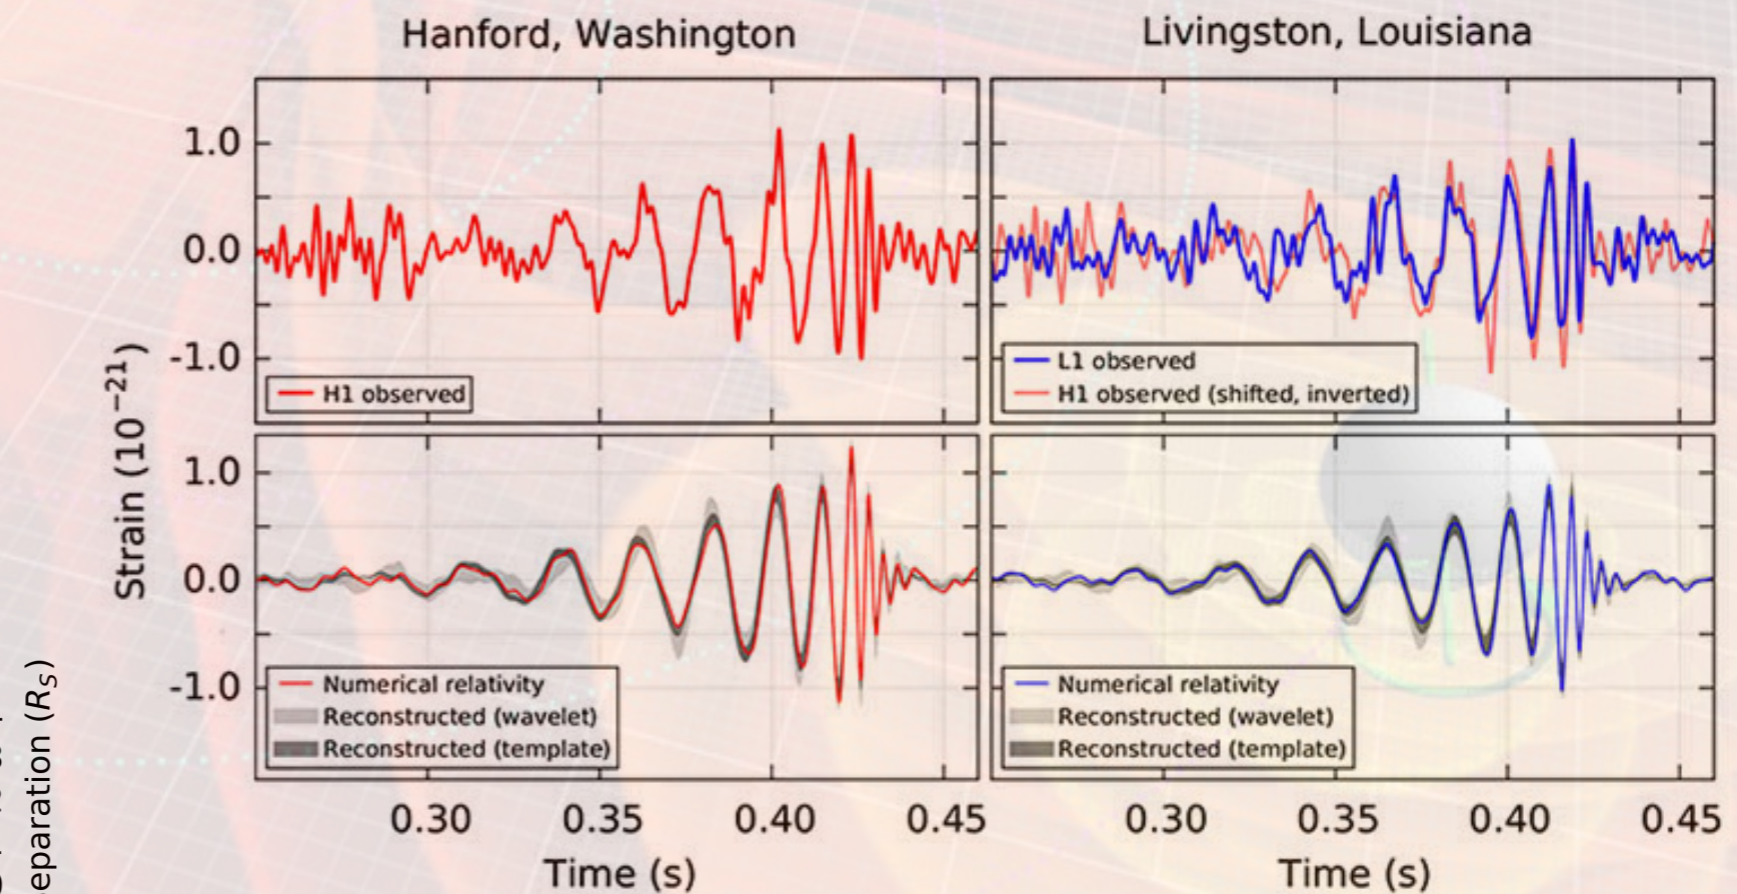 Hanford, Washington
Livingston, Louisiana
1.0
0.0
-1.0
H1 observed
L1 observed
H1 observed (shifted, inverted)
Strain (10⁻²¹)
1.0
0.0
-1.0
Numerical relativity
Reconstructed (wavelet)
Reconstructed (template)
Numerical relativity
Reconstructed (wavelet)
Reconstructed (template)
0.30 0.35 0.40 0.45
0.30 0.35 0.40 0.45
Time (s)
Time (s)
eparation (R_S)